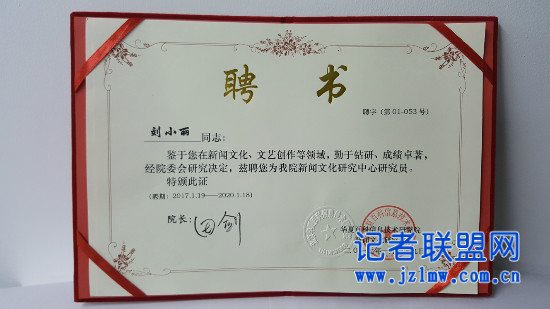 聘书
聘字(第01-053号)
刘小丽 同志:
鉴于您在新闻文化、文艺创作等领域,勤于钻研、成绩卓著,
经院委会研究决定,兹聘您为我院新闻文化研究中心研究员。
特颁此证
(聘期:2017.1.19——2020.1.18)
院长:
记者联盟网
www.jzlmw.com